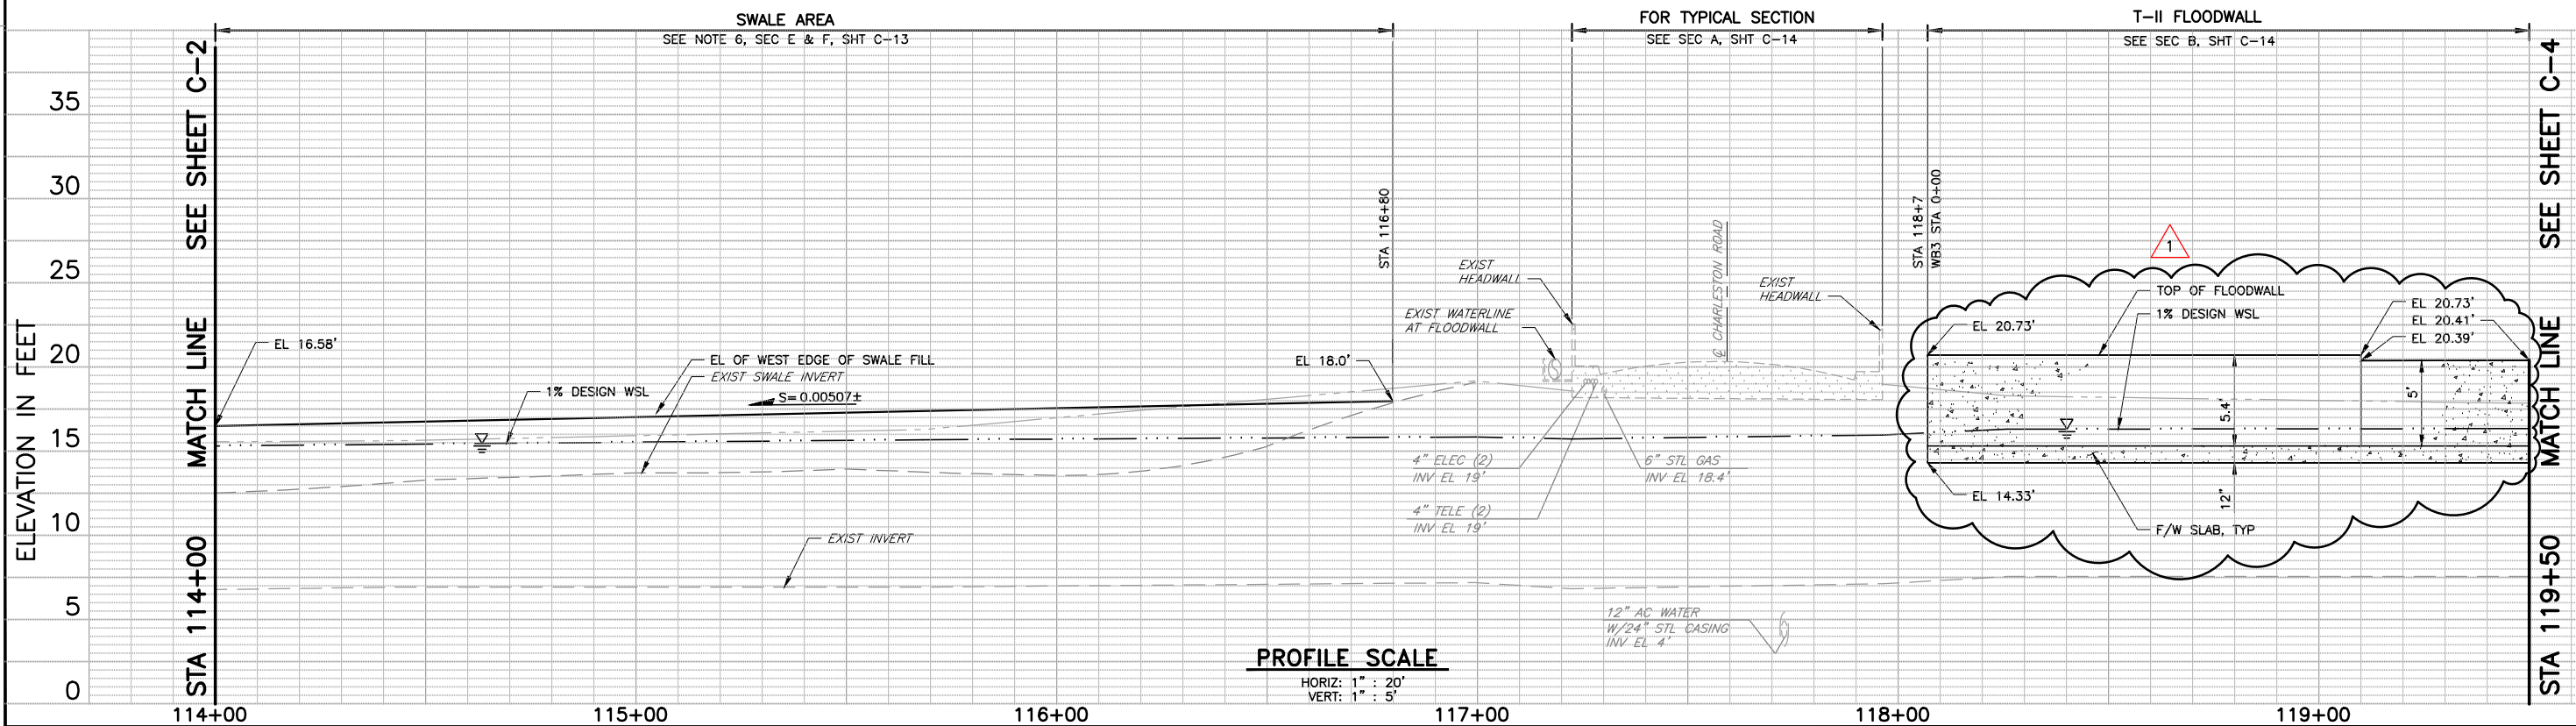 SWALE AREA
SEE NOTE 6, SEC E & F, SHT C-13
FOR TYPICAL SECTION
SEE SEC A, SHT C-14
T-II FLOODWALL
SEE SEC B, SHT C-14
ELEVATION IN FEET
35
30
25
20
15
10
5
0
STA 114+00 MATCH LINE SEE SHEET C-2
EL 16.58'
1% DESIGN WSL
EL OF WEST EDGE OF SWALE FILL
EXIST SWALE INVERT
S=0.00507±
EXIST INVERT
EL 18.0'
STA 116+80
EXIST
HEADWALL
EXIST WATERLINE
AT FLOODWALL
4" ELEC (2)
INV EL 19'
4" TELE (2)
INV EL 19'
6" STL GAS
INV EL 18.4'
12" AC WATER
W/24" STL CASING
INV EL 4'
℄ CHARLESTON ROAD
EXIST
HEADWALL
STA 118+7
WB3 STA 0+00
1
TOP OF FLOODWALL
1% DESIGN WSL
EL 20.73'
EL 20.73'
EL 20.41'
EL 20.39'
5.4'
5'
12"
EL 14.33'
F/W SLAB, TYP
STA 119+50 MATCH LINE SEE SHEET C-4
PROFILE SCALE
HORIZ: 1" : 20'
VERT: 1" : 5'
114+00
115+00
116+00
117+00
118+00
119+00